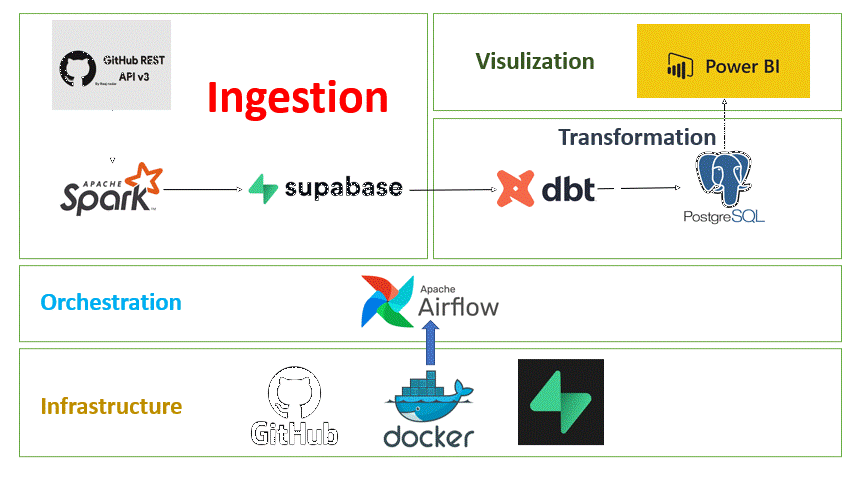 GitHub REST
API v3
Ingestion
Visulization
Power BI
Transformation
APACHE
Spark
supabase
dbt
PostgreSQL
Orchestration
Apache
Airflow
Infrastructure
GitHub
docker